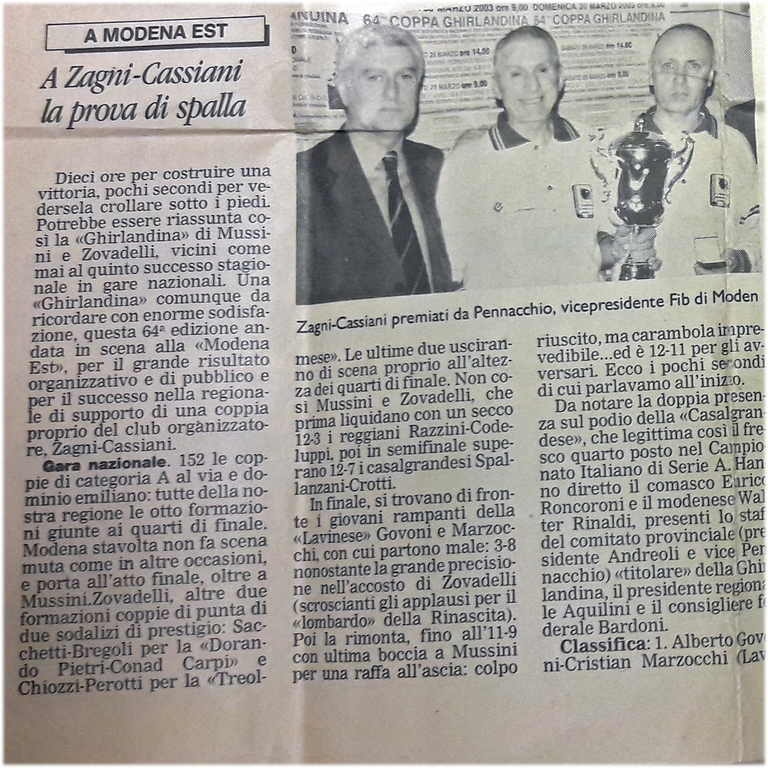 A MODENA EST
A Zagni-Cassiani
la prova di spalla
Dieci ore per costruire una
vittoria, pochi secondi per ve-
dersela crollare sotto i piedi.
Potrebbe essere riassunta co-
sì la «Ghirlandina» di Mussi-
ni e Zovadelli, vicini come
mai al quinto successo stagio-
nale in gare nazionali. Una
«Ghirlandina» comunque da
ricordare con enorme sodisfa-
zione, questa 64ª edizione an-
data in scena alla «Modena
Est», per il grande risultato
organizzativo e di pubblico e
per il successo nella regiona-
le di supporto di una coppia
proprio del club organizzato-
re, Zagni-Cassiani.
Gara nazionale. 152 le cop-
pie di categoria A al via e do-
minio emiliano: tutte della no-
stra regione le otto formazio-
ni giunte ai quarti di finale.
Modena stavolta non fa scena
muta come in altre occasioni,
e porta all'atto finale, oltre a
Mussini.Zovadelli, altre due
formazioni coppie di punta di
due sodalizi di prestigio: Sac-
chetti-Bregoli per la «Doran-
do Pietri-Conad Carpi» e
Chiozzi-Perotti per la «Treol-
MARZO 2003 ore 9,00 DOMENICA 30 MARZO 2003 ore 9,00
ANDINA 64ª COPPA GHIRLANDINA 64ª COPPA GHIRLANDINA
Zagni-Cassiani premiati da Pennacchio, vicepresidente Fib di Moden
mese». Le ultime due usciran-
no di scena proprio all'altez-
za dei quarti di finale. Non co-
sì Mussini e Zovadelli, che
prima liquidano con un secco
12-3 i reggiani Razzini-Code-
luppi, poi in semifinale supe-
rano 12-7 i casalgrandesi Spal-
lanzani-Crotti.
In finale, si trovano di fron-
te i giovani rampanti della
«Lavinese» Govoni e Marzoc-
chi, con cui partono male: 3-8
nonostante la grande precisio-
ne nell'accosto di Zovadelli
(scroscianti gli applausi per il
«lombardo» della Rinascita).
Poi la rimonta, fino all'11-9
con ultima boccia a Mussini
per una raffa all'ascia: colpo
riuscito, ma carambola impre-
vedibile...ed è 12-11 per gli av-
versari. Ecco i pochi secondi
di cui parlavamo all'inizio.
Da notare la doppia presen-
za sul podio della «Casalgran-
dese», che legittima così il fre-
sco quarto posto nel Campio-
nato Italiano di Serie A. Han-
no diretto il comasco Enrico
Roncoroni e il modenese Wal
ter Rinaldi, presenti lo staf
del comitato provinciale (pre
sidente Andreoli e vice Pen
nacchio) «titolare» della Ghi
landina, il presidente regiona
le Aquilini e il consigliere fe
derale Bardoni.
Classifica: 1. Alberto Gov
ni-Cristian Marzocchi (Lav